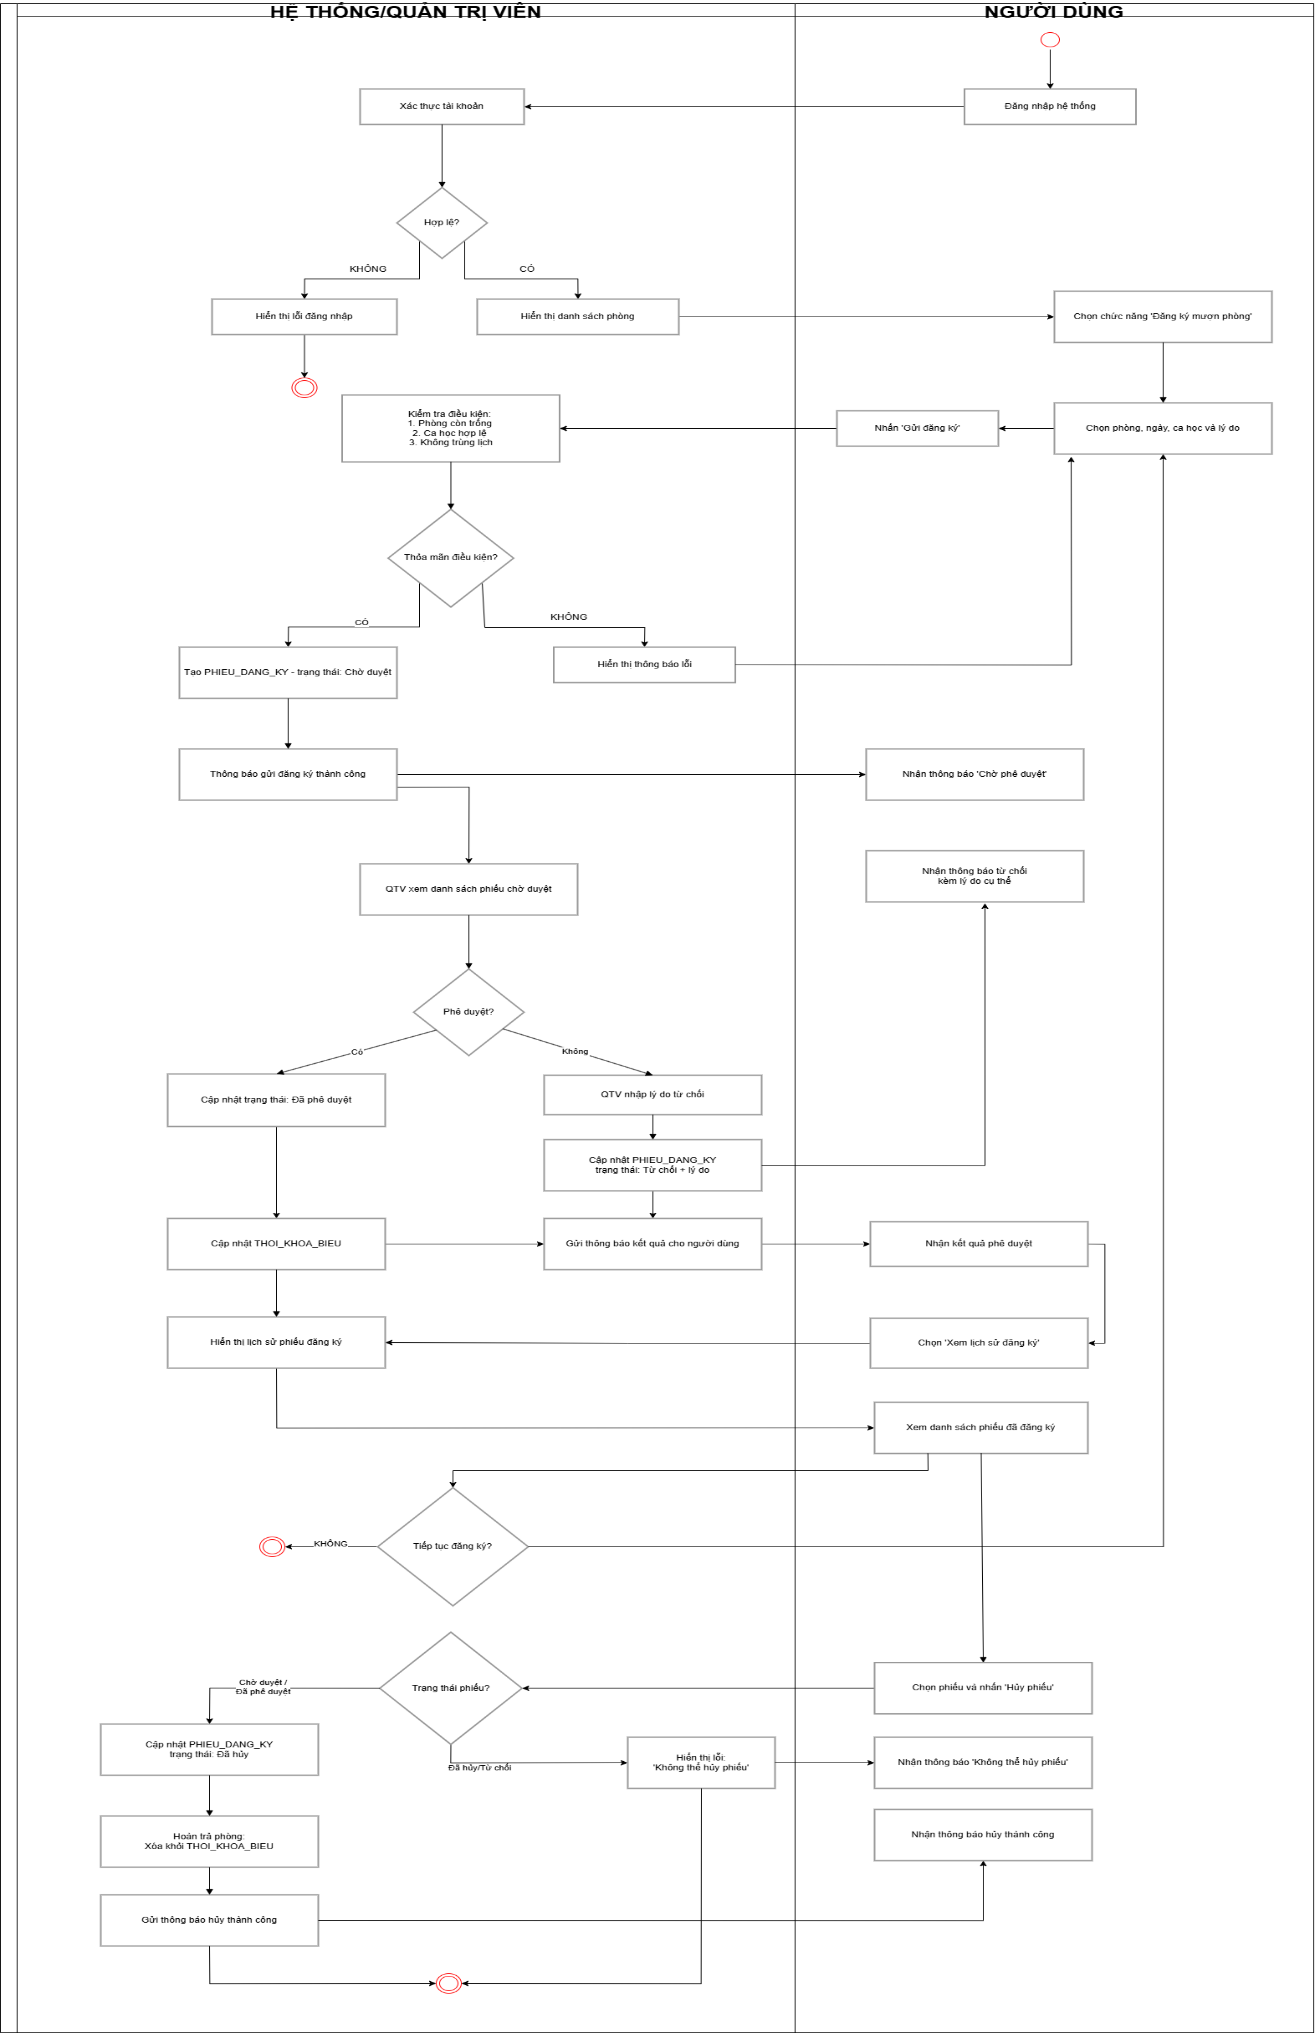 HỆ THỐNG/QUẢN TRỊ VIÊN
NGƯỜI DÙNG
Xác thực tài khoản
Đăng nhập hệ thống
Hợp lệ?
KHÔNG
CÓ
Hiển thị lỗi đăng nhập
Hiển thị danh sách phòng
Chọn chức năng 'Đăng ký mượn phòng'
Kiểm tra điều kiện:
1. Phòng còn trống
2. Ca học hợp lệ
3. Không trùng lịch
Nhấn 'Gửi đăng ký'
Chọn phòng, ngày, ca học và lý do
Thỏa mãn điều kiện?
CÓ
KHÔNG
Tạo PHIEU_DANG_KY - trạng thái: Chờ duyệt
Hiển thị thông báo lỗi
Thông báo gửi đăng ký thành công
Nhận thông báo 'Chờ phê duyệt'
QTV xem danh sách phiếu chờ duyệt
Nhận thông báo từ chối
kèm lý do cụ thể
Phê duyệt?
Có
Không
Cập nhật trạng thái: Đã phê duyệt
QTV nhập lý do từ chối
Cập nhật PHIEU_DANG_KY
trạng thái: Từ chối + lý do
Cập nhật THOI_KHOA_BIEU
Gửi thông báo kết quả cho người dùng
Nhận kết quả phê duyệt
Hiển thị lịch sử phiếu đăng ký
Chọn 'Xem lịch sử đăng ký'
Xem danh sách phiếu đã đăng ký
KHÔNG
Tiếp tục đăng ký?
Chờ duyệt /
Đã phê duyệt
Trạng thái phiếu?
Chọn phiếu và nhấn 'Hủy phiếu'
Cập nhật PHIEU_DANG_KY
trạng thái: Đã hủy
Đã hủy/Từ chối
Hiển thị lỗi:
'Không thể hủy phiếu'
Nhận thông báo 'Không thể hủy phiếu'
Hoàn trả phòng:
Xóa khỏi THOI_KHOA_BIEU
Nhận thông báo hủy thành công
Gửi thông báo hủy thành công